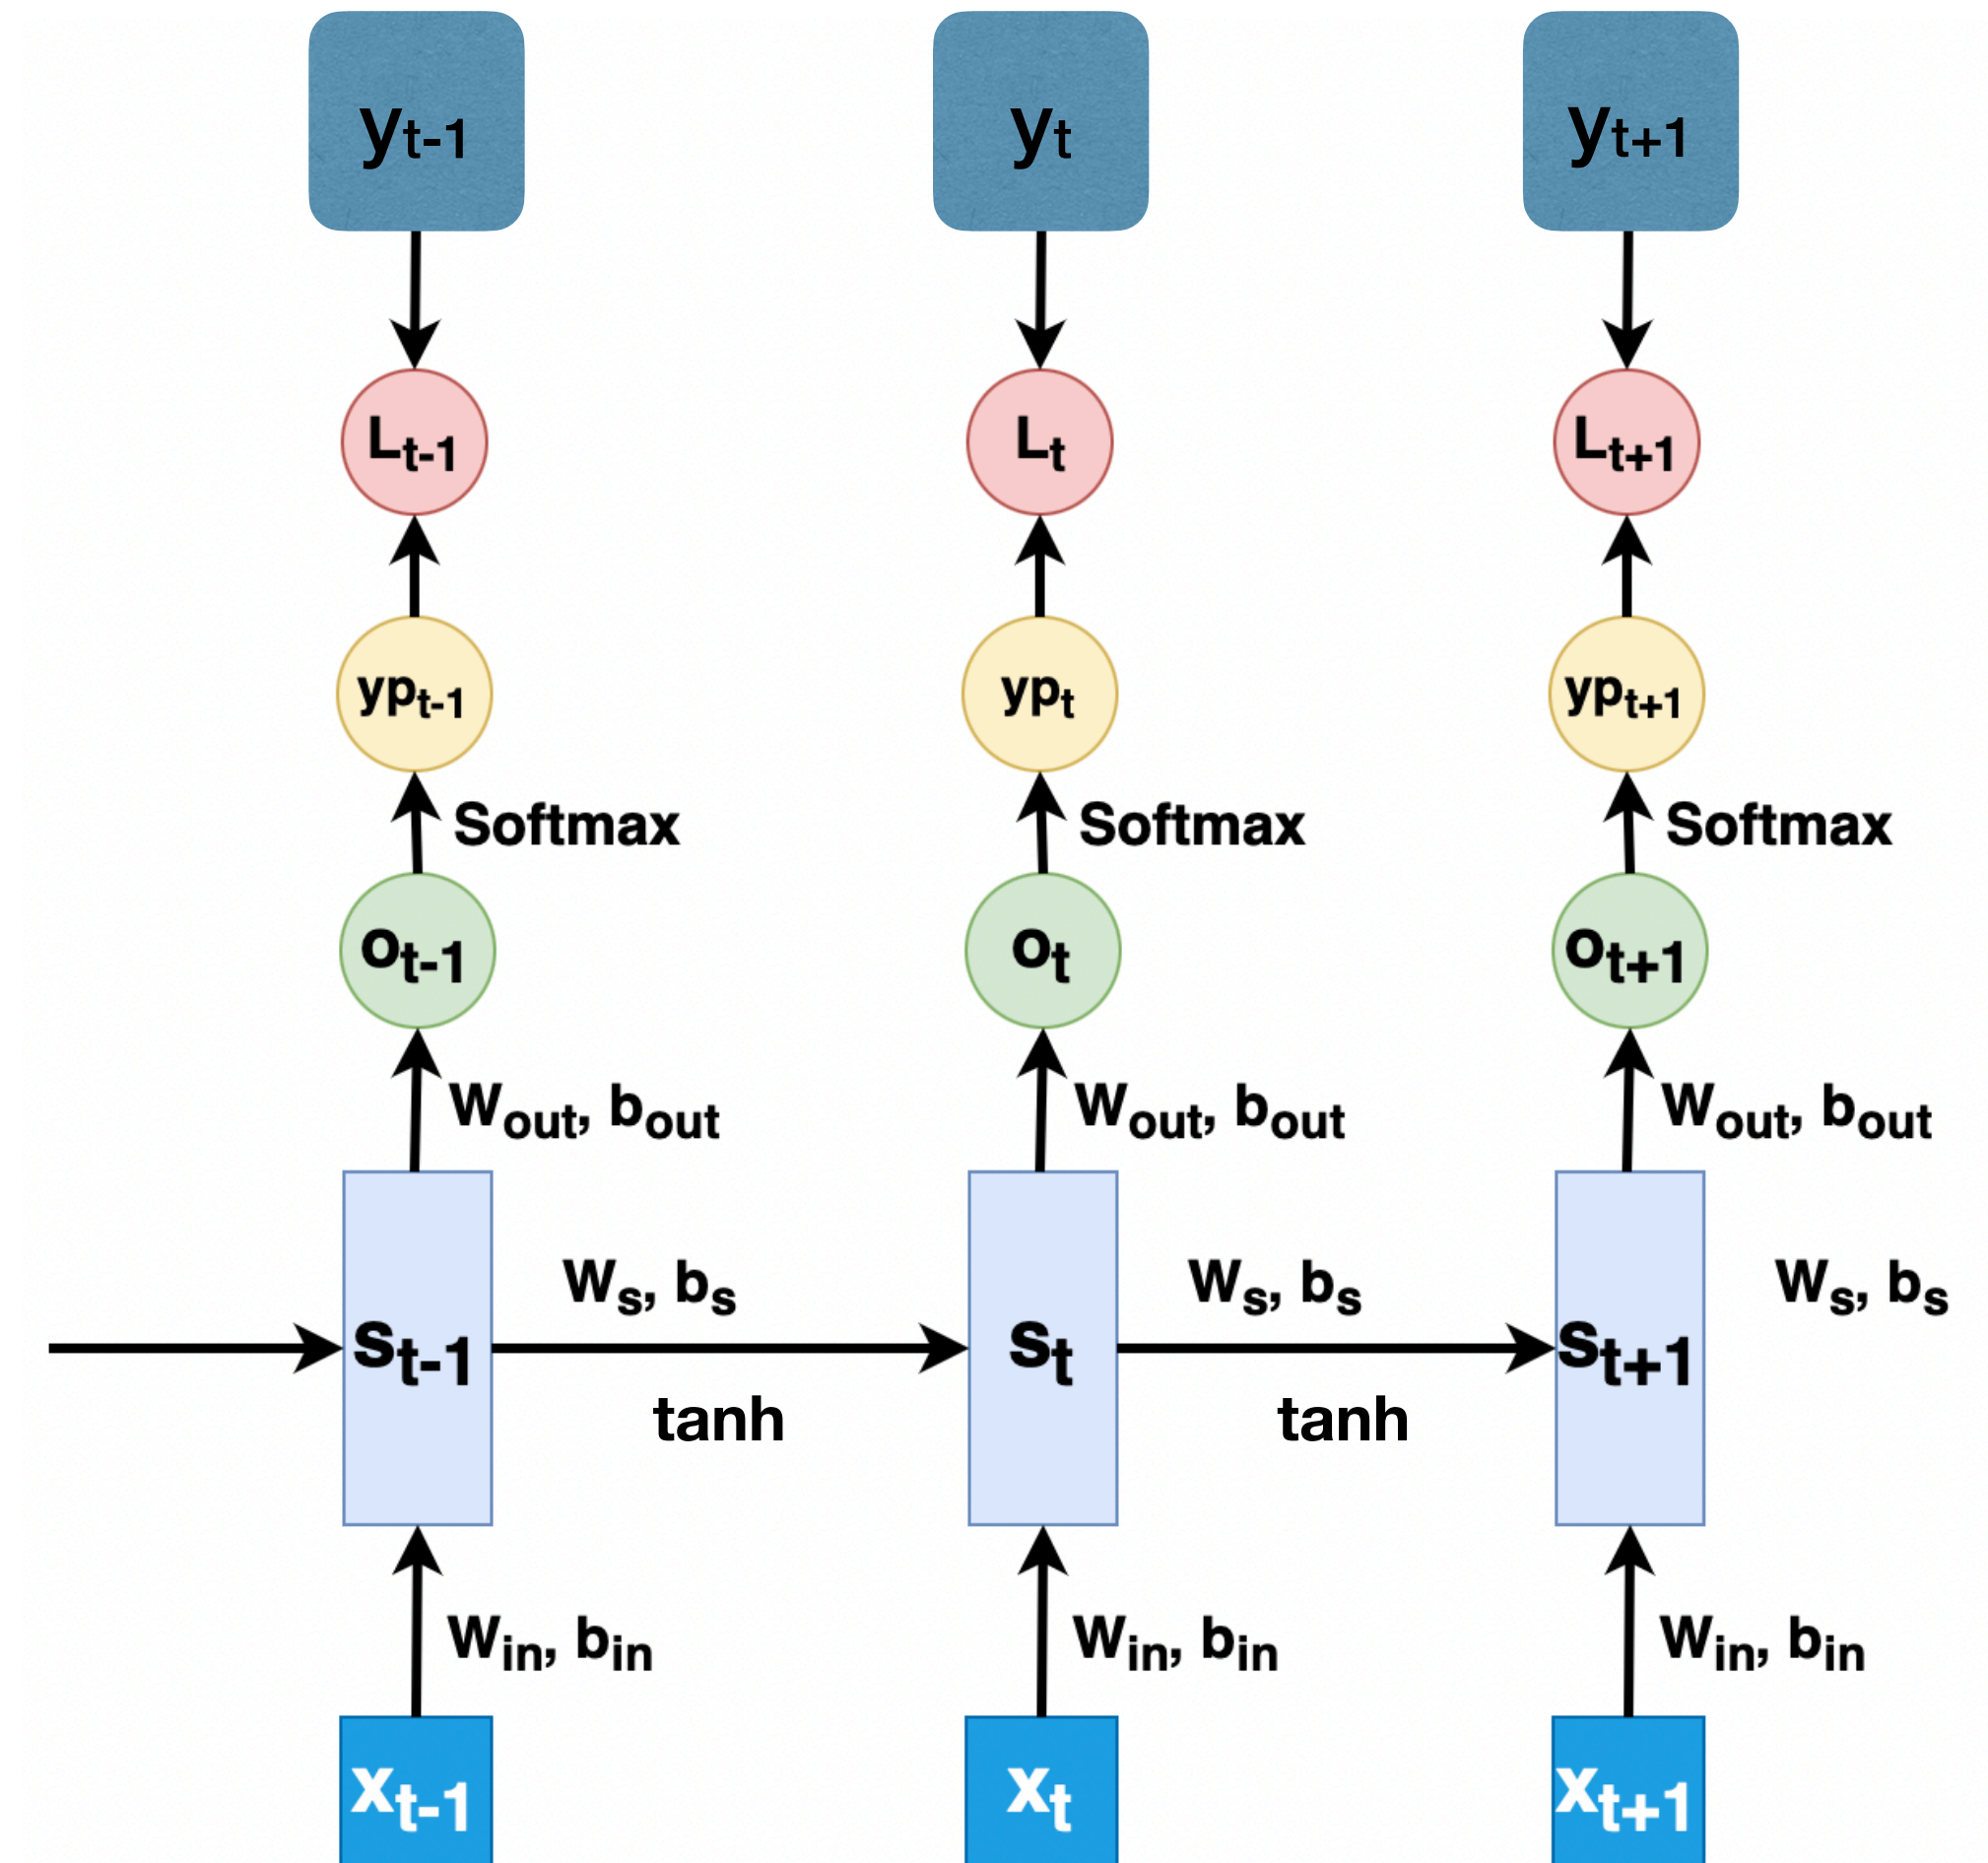 yt-1 yt yt+1
Lt-1 Lt Lt+1
ypt-1 ypt ypt+1
Softmax Softmax Softmax
ot-1 ot ot+1
Wout, bout Wout, bout Wout, bout
Ws, bs Ws, bs Ws, bs
st-1 st st+1
tanh tanh
Win, bin Win, bin Win, bin
xt-1 xt xt+1